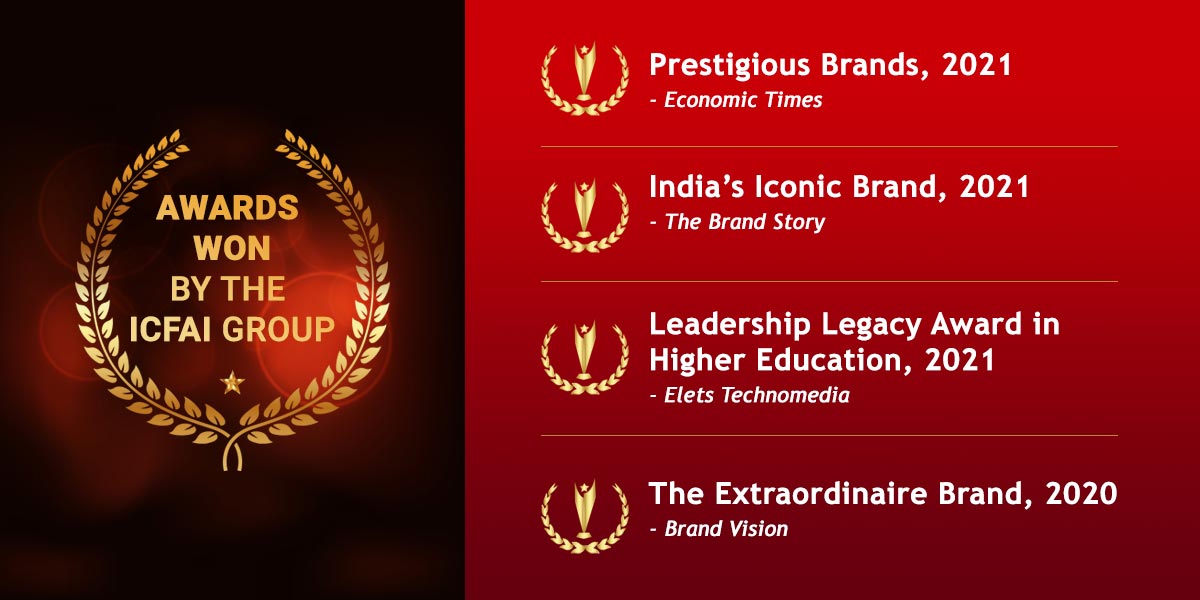 AWARDS
WON
BY THE
ICFAI GROUP
Prestigious Brands, 2021
- Economic Times
India’s Iconic Brand, 2021
- The Brand Story
Leadership Legacy Award in
Higher Education, 2021
- Elets Technomedia
The Extraordinaire Brand, 2020
- Brand Vision